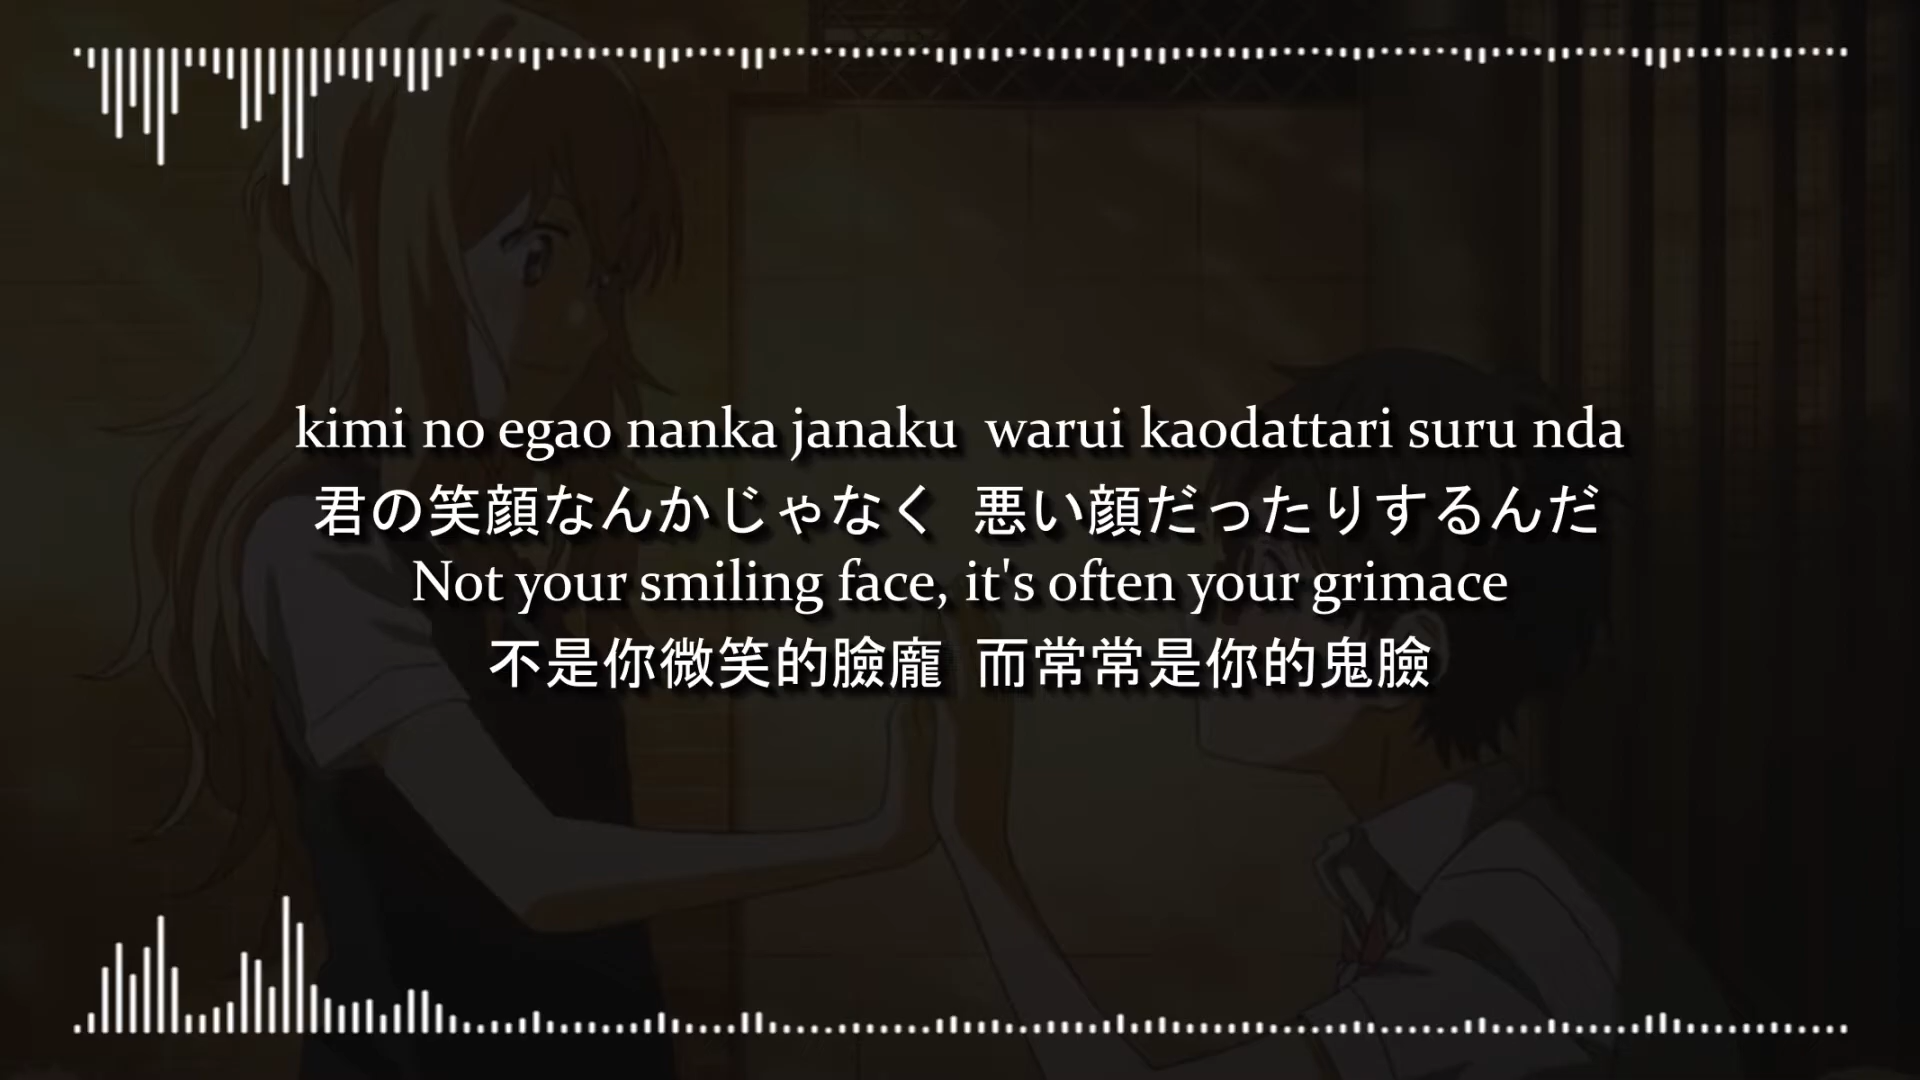 kimi no egao nanka janaku warui kaodattari suru nda
君の笑顔なんかじゃなく 悪い顔だったりするんだ
Not your smiling face, it's often your grimace
不是你微笑的臉龐 而常常是你的鬼臉